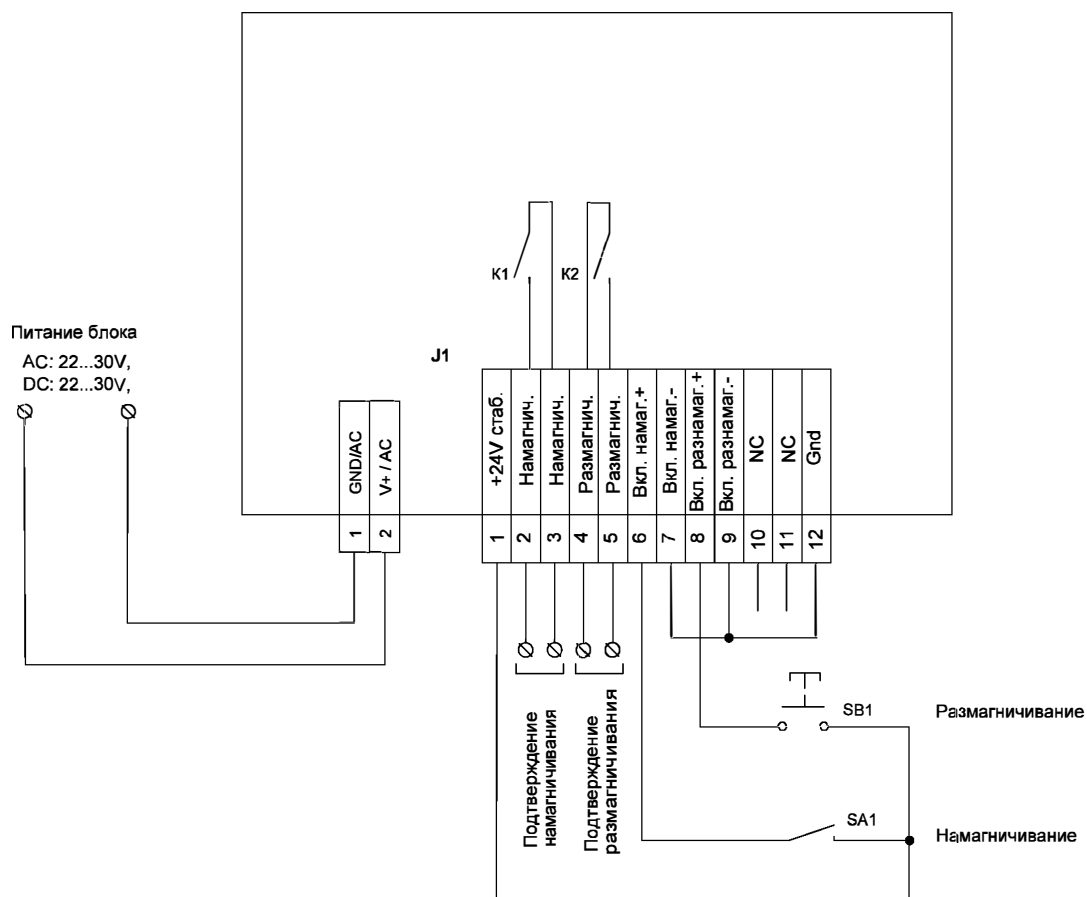 K1
K2
Питание блока
AC: 22...30V,
DC: 22...30V,
J1
GND/AC
V+ / AC
1
2
+24V стаб.
Намагнич.
Намагнич.
Размагнич.
Размагнич.
Вкл. намаг.+
Вкл. намаг.-
Вкл. разнамаг.+
Вкл. разнамаг.-
NC
NC
Gnd
1
2
3
4
5
6
7
8
9
10
11
12
Подтверждение
намагничивания
Подтверждение
размагничивания
SB1
Размагничивание
SA1
Намагничивание